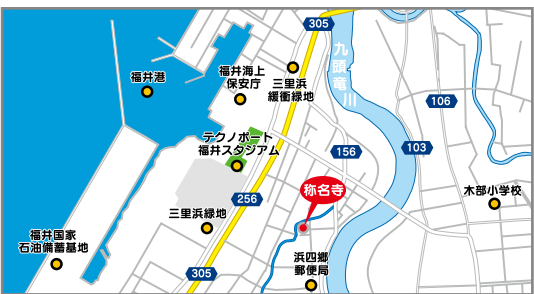 305
九頭竜川
福井港
福井海上
保安庁
三里浜
緩衝緑地
106
テクノポート
福井スタジアム
156
103
称名寺
木部小学校
256
三里浜緑地
福井国家
石油備蓄基地
浜四郷
郵便局
305